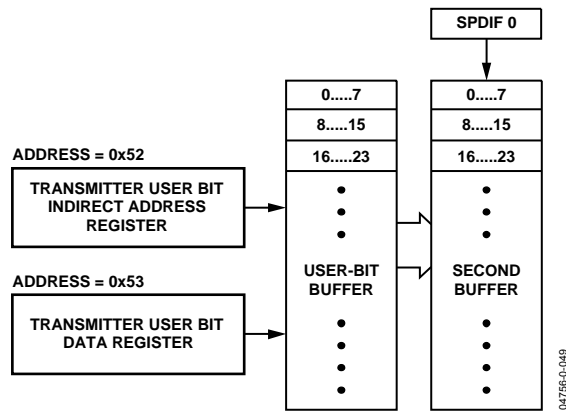 SPDIF 0
0.....7
8.....15
16.....23
0.....7
8.....15
16.....23
ADDRESS = 0x52
TRANSMITTER USER BIT
INDIRECT ADDRESS
REGISTER
ADDRESS = 0x53
TRANSMITTER USER BIT
DATA REGISTER
USER-BIT
BUFFER
SECOND
BUFFER
04756-0-049